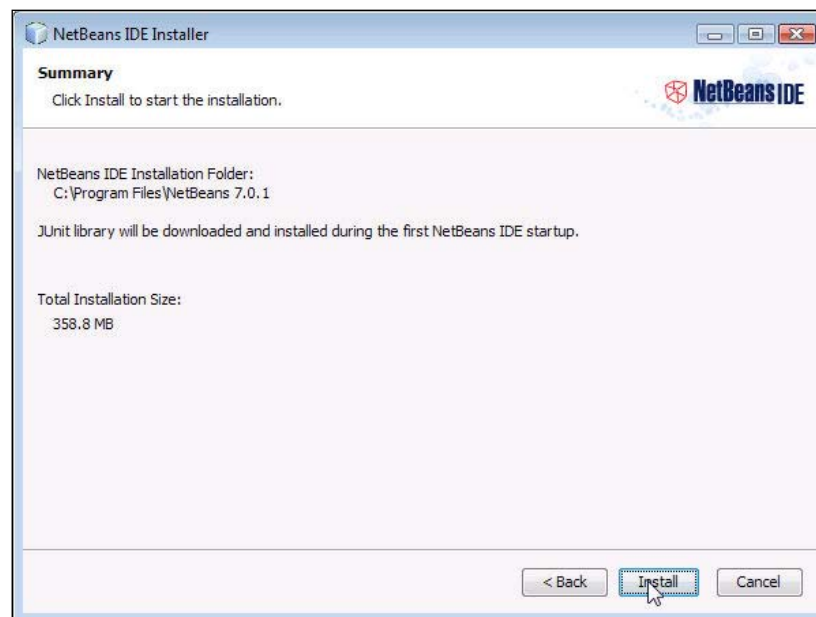 NetBeans IDE Installer
Summary
Click Install to start the installation.
NetBeans IDE
NetBeans IDE Installation Folder:
C:\Program Files\NetBeans 7.0.1
JUnit library will be downloaded and installed during the first NetBeans IDE startup.
Total Installation Size:
358.8 MB
< Back Install Cancel